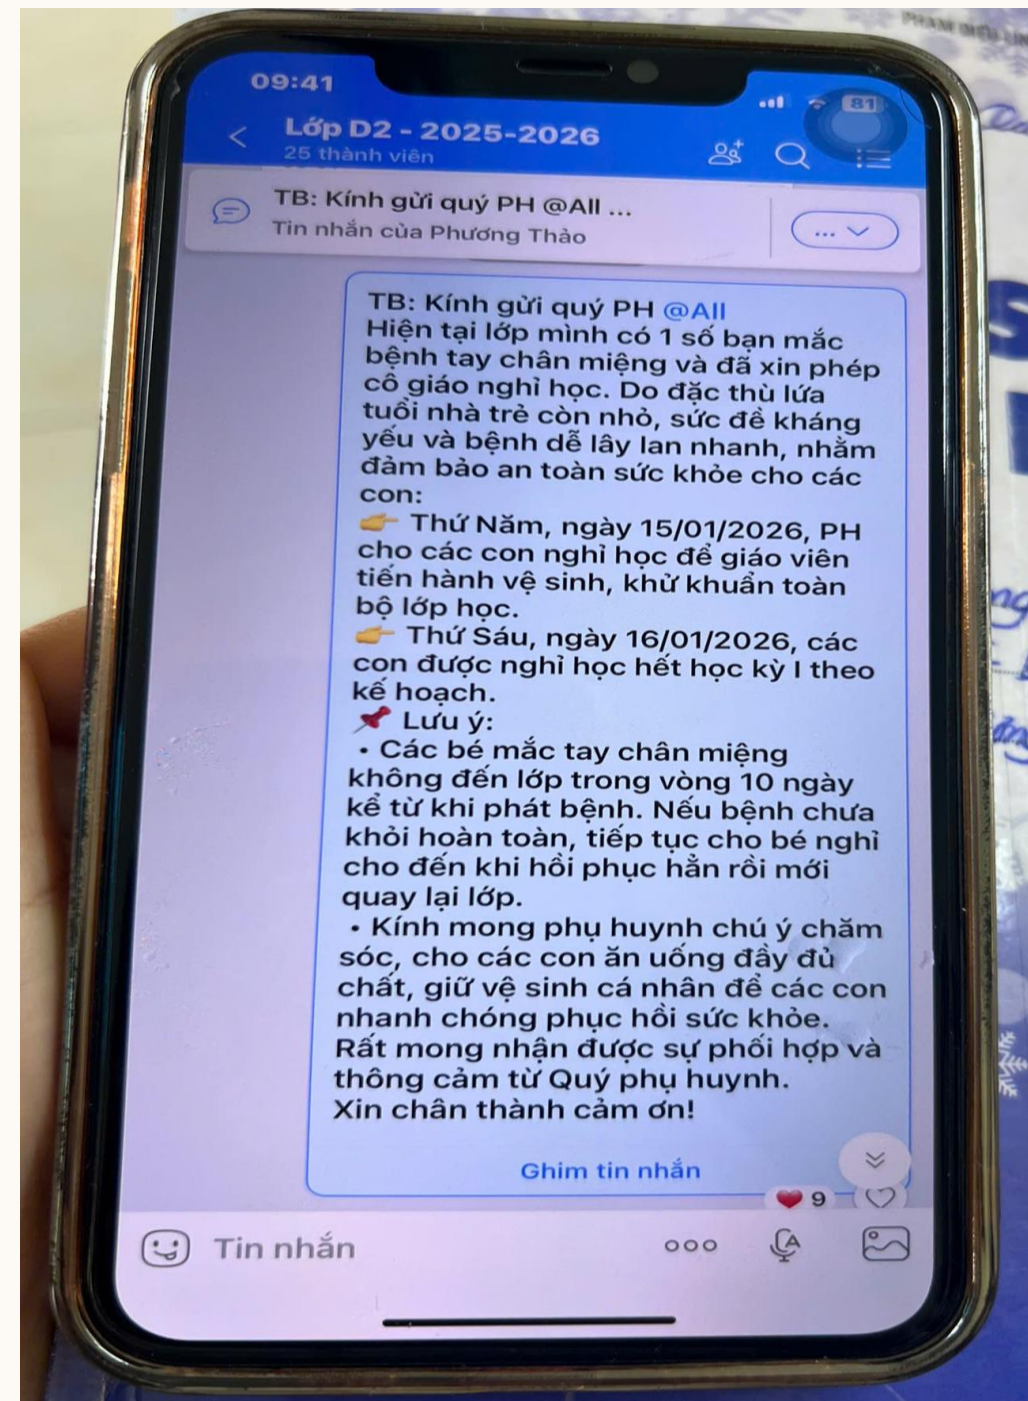 09:41
81
Lớp D2 - 2025-2026
25 thành viên
TB: Kính gửi quý PH @All ...
Tin nhắn của Phương Thảo
TB: Kính gửi quý PH @All
Hiện tại lớp mình có 1 số bạn mắc
bệnh tay chân miệng và đã xin phép
cô giáo nghỉ học. Do đặc thù lứa
tuổi nhà trẻ còn nhỏ, sức đề kháng
yếu và bệnh dễ lây lan nhanh, nhằm
đảm bảo an toàn sức khỏe cho các
con:
👉 Thứ Năm, ngày 15/01/2026, PH
cho các con nghỉ học để giáo viên
tiến hành vệ sinh, khử khuẩn toàn
bộ lớp học.
👉 Thứ Sáu, ngày 16/01/2026, các
con được nghỉ học hết học kỳ I theo
kế hoạch.
📌 Lưu ý:
• Các bé mắc tay chân miệng
không đến lớp trong vòng 10 ngày
kể từ khi phát bệnh. Nếu bệnh chưa
khỏi hoàn toàn, tiếp tục cho bé nghỉ
cho đến khi hồi phục hẳn rồi mới
quay lại lớp.
• Kính mong phụ huynh chú ý chăm
sóc, cho các con ăn uống đầy đủ
chất, giữ vệ sinh cá nhân để các con
nhanh chóng phục hồi sức khỏe.
Rất mong nhận được sự phối hợp và
thông cảm từ Quý phụ huynh.
Xin chân thành cảm ơn!
Ghim tin nhắn
9
Tin nhắn